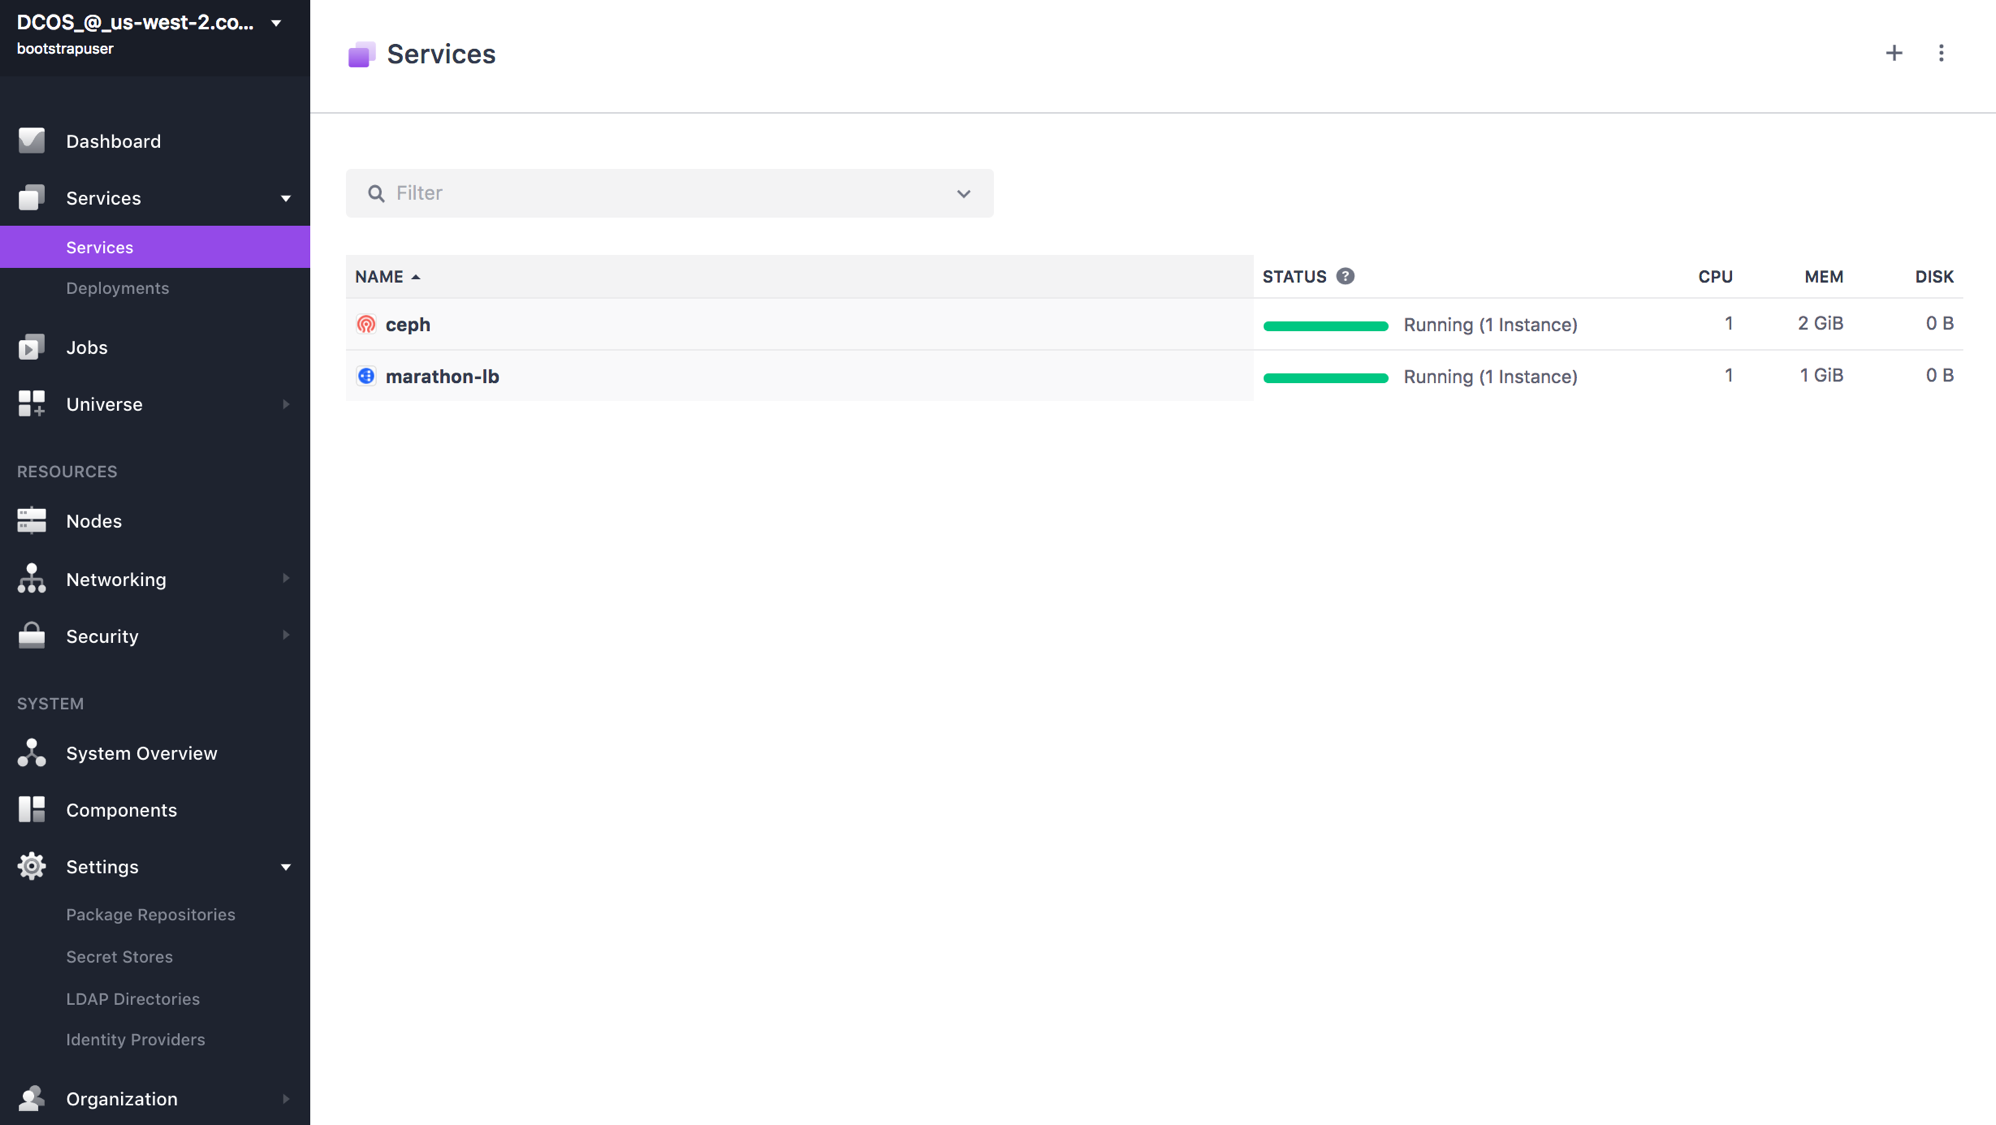 DCOS_@_us-west-2.co...
bootstrapuser
Dashboard
Services
Services
Deployments
Jobs
Universe
RESOURCES
Nodes
Networking
Security
SYSTEM
System Overview
Components
Settings
Package Repositories
Secret Stores
LDAP Directories
Identity Providers
Organization
Services
Filter
NAME STATUS ? CPU MEM DISK
ceph Running (1 Instance) 1 2 GiB 0 B
marathon-lb Running (1 Instance) 1 1 GiB 0 B